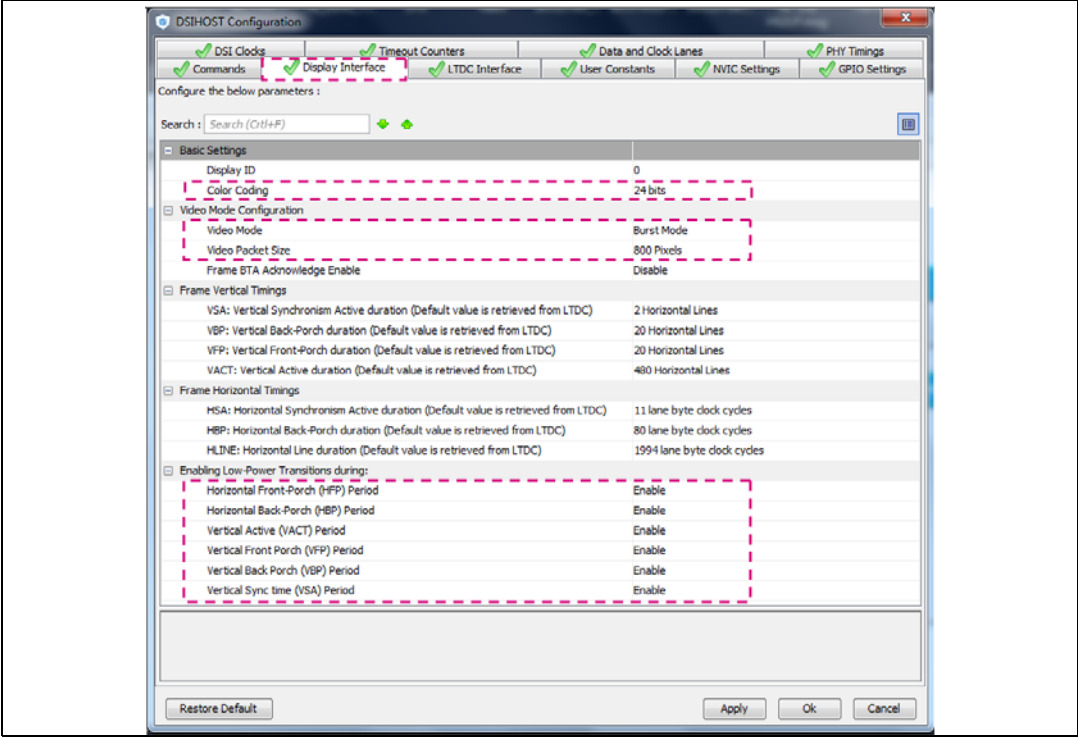 DSIHOST Configuration
DSI Clocks Timeout Counters Data and Clock Lanes PHY Timings
Commands Display Interface LTDC Interface User Constants NVIC Settings GPIO Settings
Configure the below parameters :
Search : Search (Crtl+F)
Basic Settings
Display ID 0
Color Coding 24 bits
Video Mode Configuration
Video Mode Burst Mode
Video Packet Size 800 Pixels
Frame BTA Acknowledge Enable Disable
Frame Vertical Timings
VSA: Vertical Synchronism Active duration (Default value is retrieved from LTDC) 2 Horizontal Lines
VBP: Vertical Back-Porch duration (Default value is retrieved from LTDC) 20 Horizontal Lines
VFP: Vertical Front-Porch duration (Default value is retrieved from LTDC) 20 Horizontal Lines
VACT: Vertical Active duration (Default value is retrieved from LTDC) 480 Horizontal Lines
Frame Horizontal Timings
HSA: Horizontal Synchronism Active duration (Default value is retrieved from LTDC) 11 lane byte clock cycles
HBP: Horizontal Back-Porch duration (Default value is retrieved from LTDC) 80 lane byte clock cycles
HLINE: Horizontal Line duration (Default value is retrieved from LTDC) 1994 lane byte clock cycles
Enabling Low-Power Transitions during:
Horizontal Front-Porch (HFP) Period Enable
Horizontal Back-Porch (HBP) Period Enable
Vertical Active (VACT) Period Enable
Vertical Front Porch (VFP) Period Enable
Vertical Back Porch (VBP) Period Enable
Vertical Sync time (VSA) Period Enable
Restore Default Apply Ok Cancel